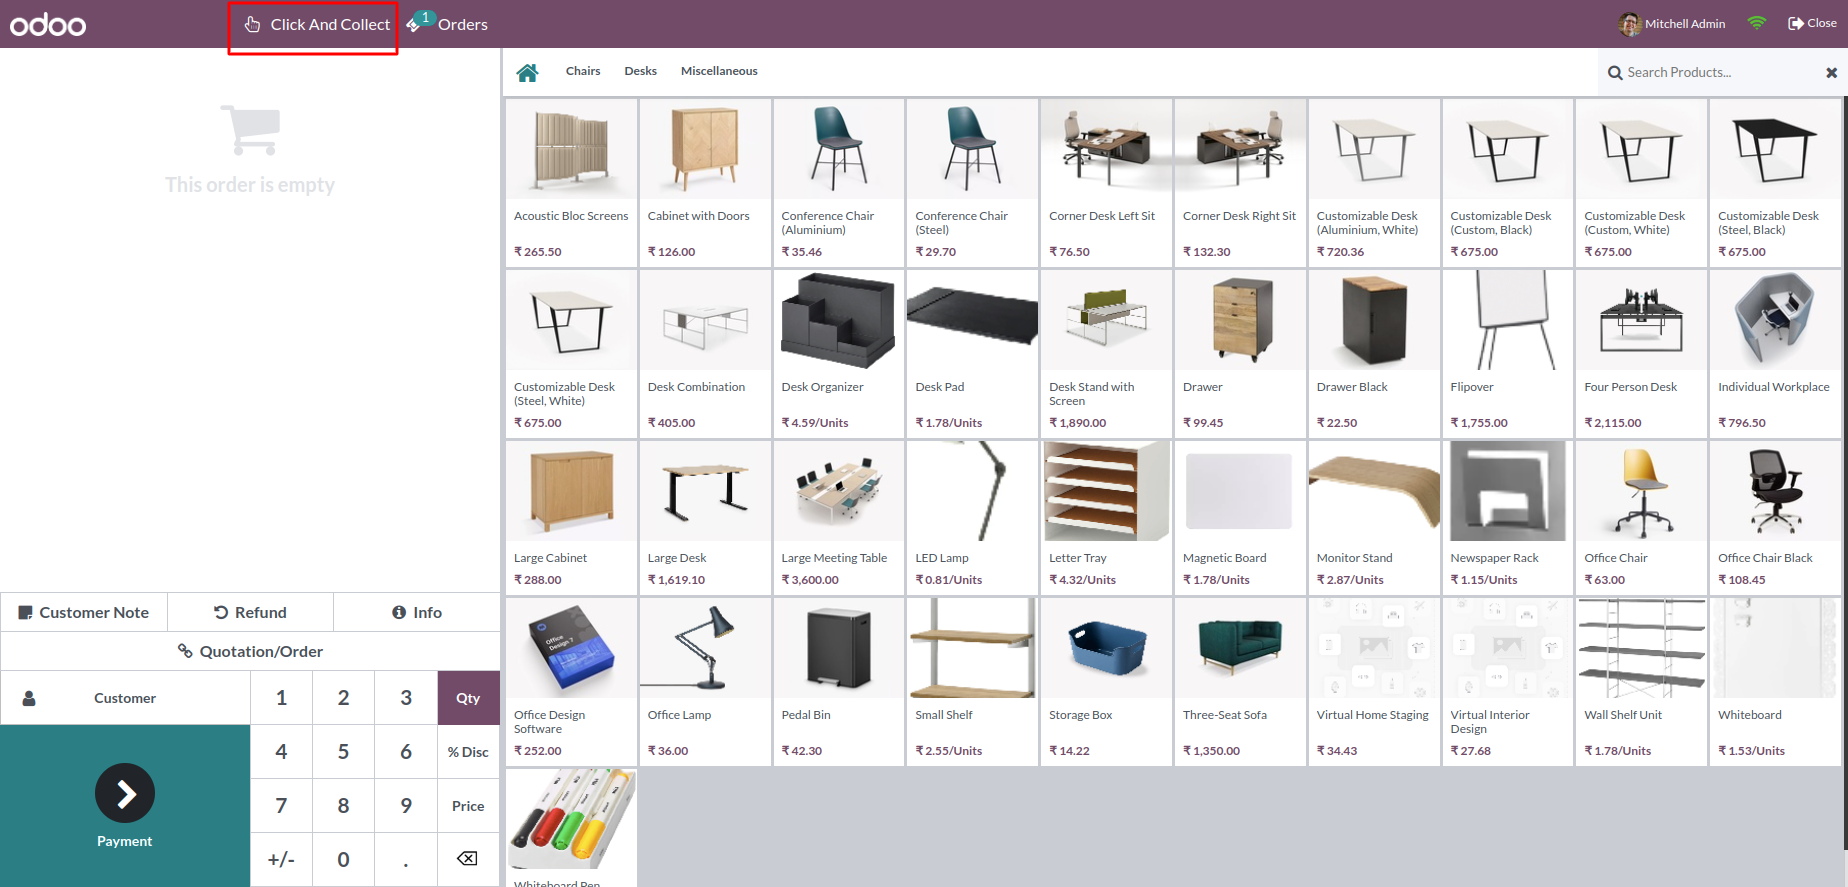 odoo
Click And Collect
1
Orders
Mitchell Admin
Close
This order is empty
Customer Note
Refund
Info
Quotation/Order
Customer
1 2 3 Qty
Payment
4 5 6 % Disc
7 8 9 Price
+/- 0 .
Chairs
Desks
Miscellaneous
Search Products...
Acoustic Bloc Screens
₹ 265.50
Cabinet with Doors
₹ 126.00
Conference Chair
(Aluminium)
₹ 35.46
Conference Chair
(Steel)
₹ 29.70
Corner Desk Left Sit
₹ 76.50
Corner Desk Right Sit
₹ 132.30
Customizable Desk
(Aluminium, White)
₹ 720.36
Customizable Desk
(Custom, Black)
₹ 675.00
Customizable Desk
(Custom, White)
₹ 675.00
Customizable Desk
(Steel, Black)
₹ 675.00
Customizable Desk
(Steel, White)
₹ 675.00
Desk Combination
₹ 405.00
Desk Organizer
₹ 4.59/Units
Desk Pad
₹ 1.78/Units
Desk Stand with
Screen
₹ 1,890.00
Drawer
₹ 99.45
Drawer Black
₹ 22.50
Flipover
₹ 1,755.00
Four Person Desk
₹ 2,115.00
Individual Workplace
₹ 796.50
Large Cabinet
₹ 288.00
Large Desk
₹ 1,619.10
Large Meeting Table
₹ 3,600.00
LED Lamp
₹ 0.81/Units
Letter Tray
₹ 4.32/Units
Magnetic Board
₹ 1.78/Units
Monitor Stand
₹ 2.87/Units
Newspaper Rack
₹ 1.15/Units
Office Chair
₹ 63.00
Office Chair Black
₹ 108.45
Office
Design 7
Office Design
Software
₹ 252.00
Office Lamp
₹ 36.00
Pedal Bin
₹ 42.30
Small Shelf
₹ 2.55/Units
Storage Box
₹ 14.22
Three-Seat Sofa
₹ 1,350.00
Virtual Home Staging
₹ 34.43
Virtual Interior
Design
₹ 27.68
Wall Shelf Unit
₹ 1.78/Units
Whiteboard
₹ 1.53/Units
Whiteboard Pen